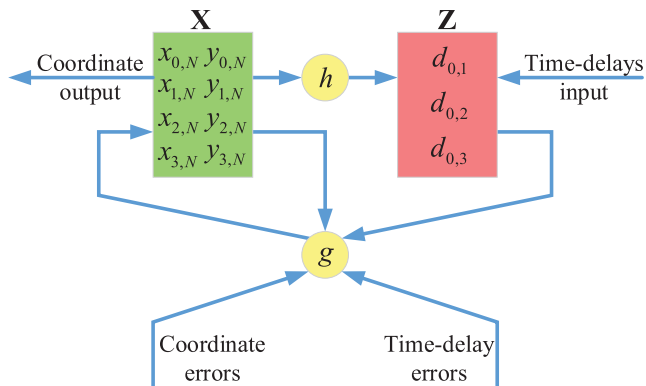 X
Z
Coordinate
output
x0,N y0,N
x1,N y1,N
x2,N y2,N
x3,N y3,N
h
d0,1
d0,2
d0,3
Time-delays
input
g
Coordinate
errors
Time-delay
errors